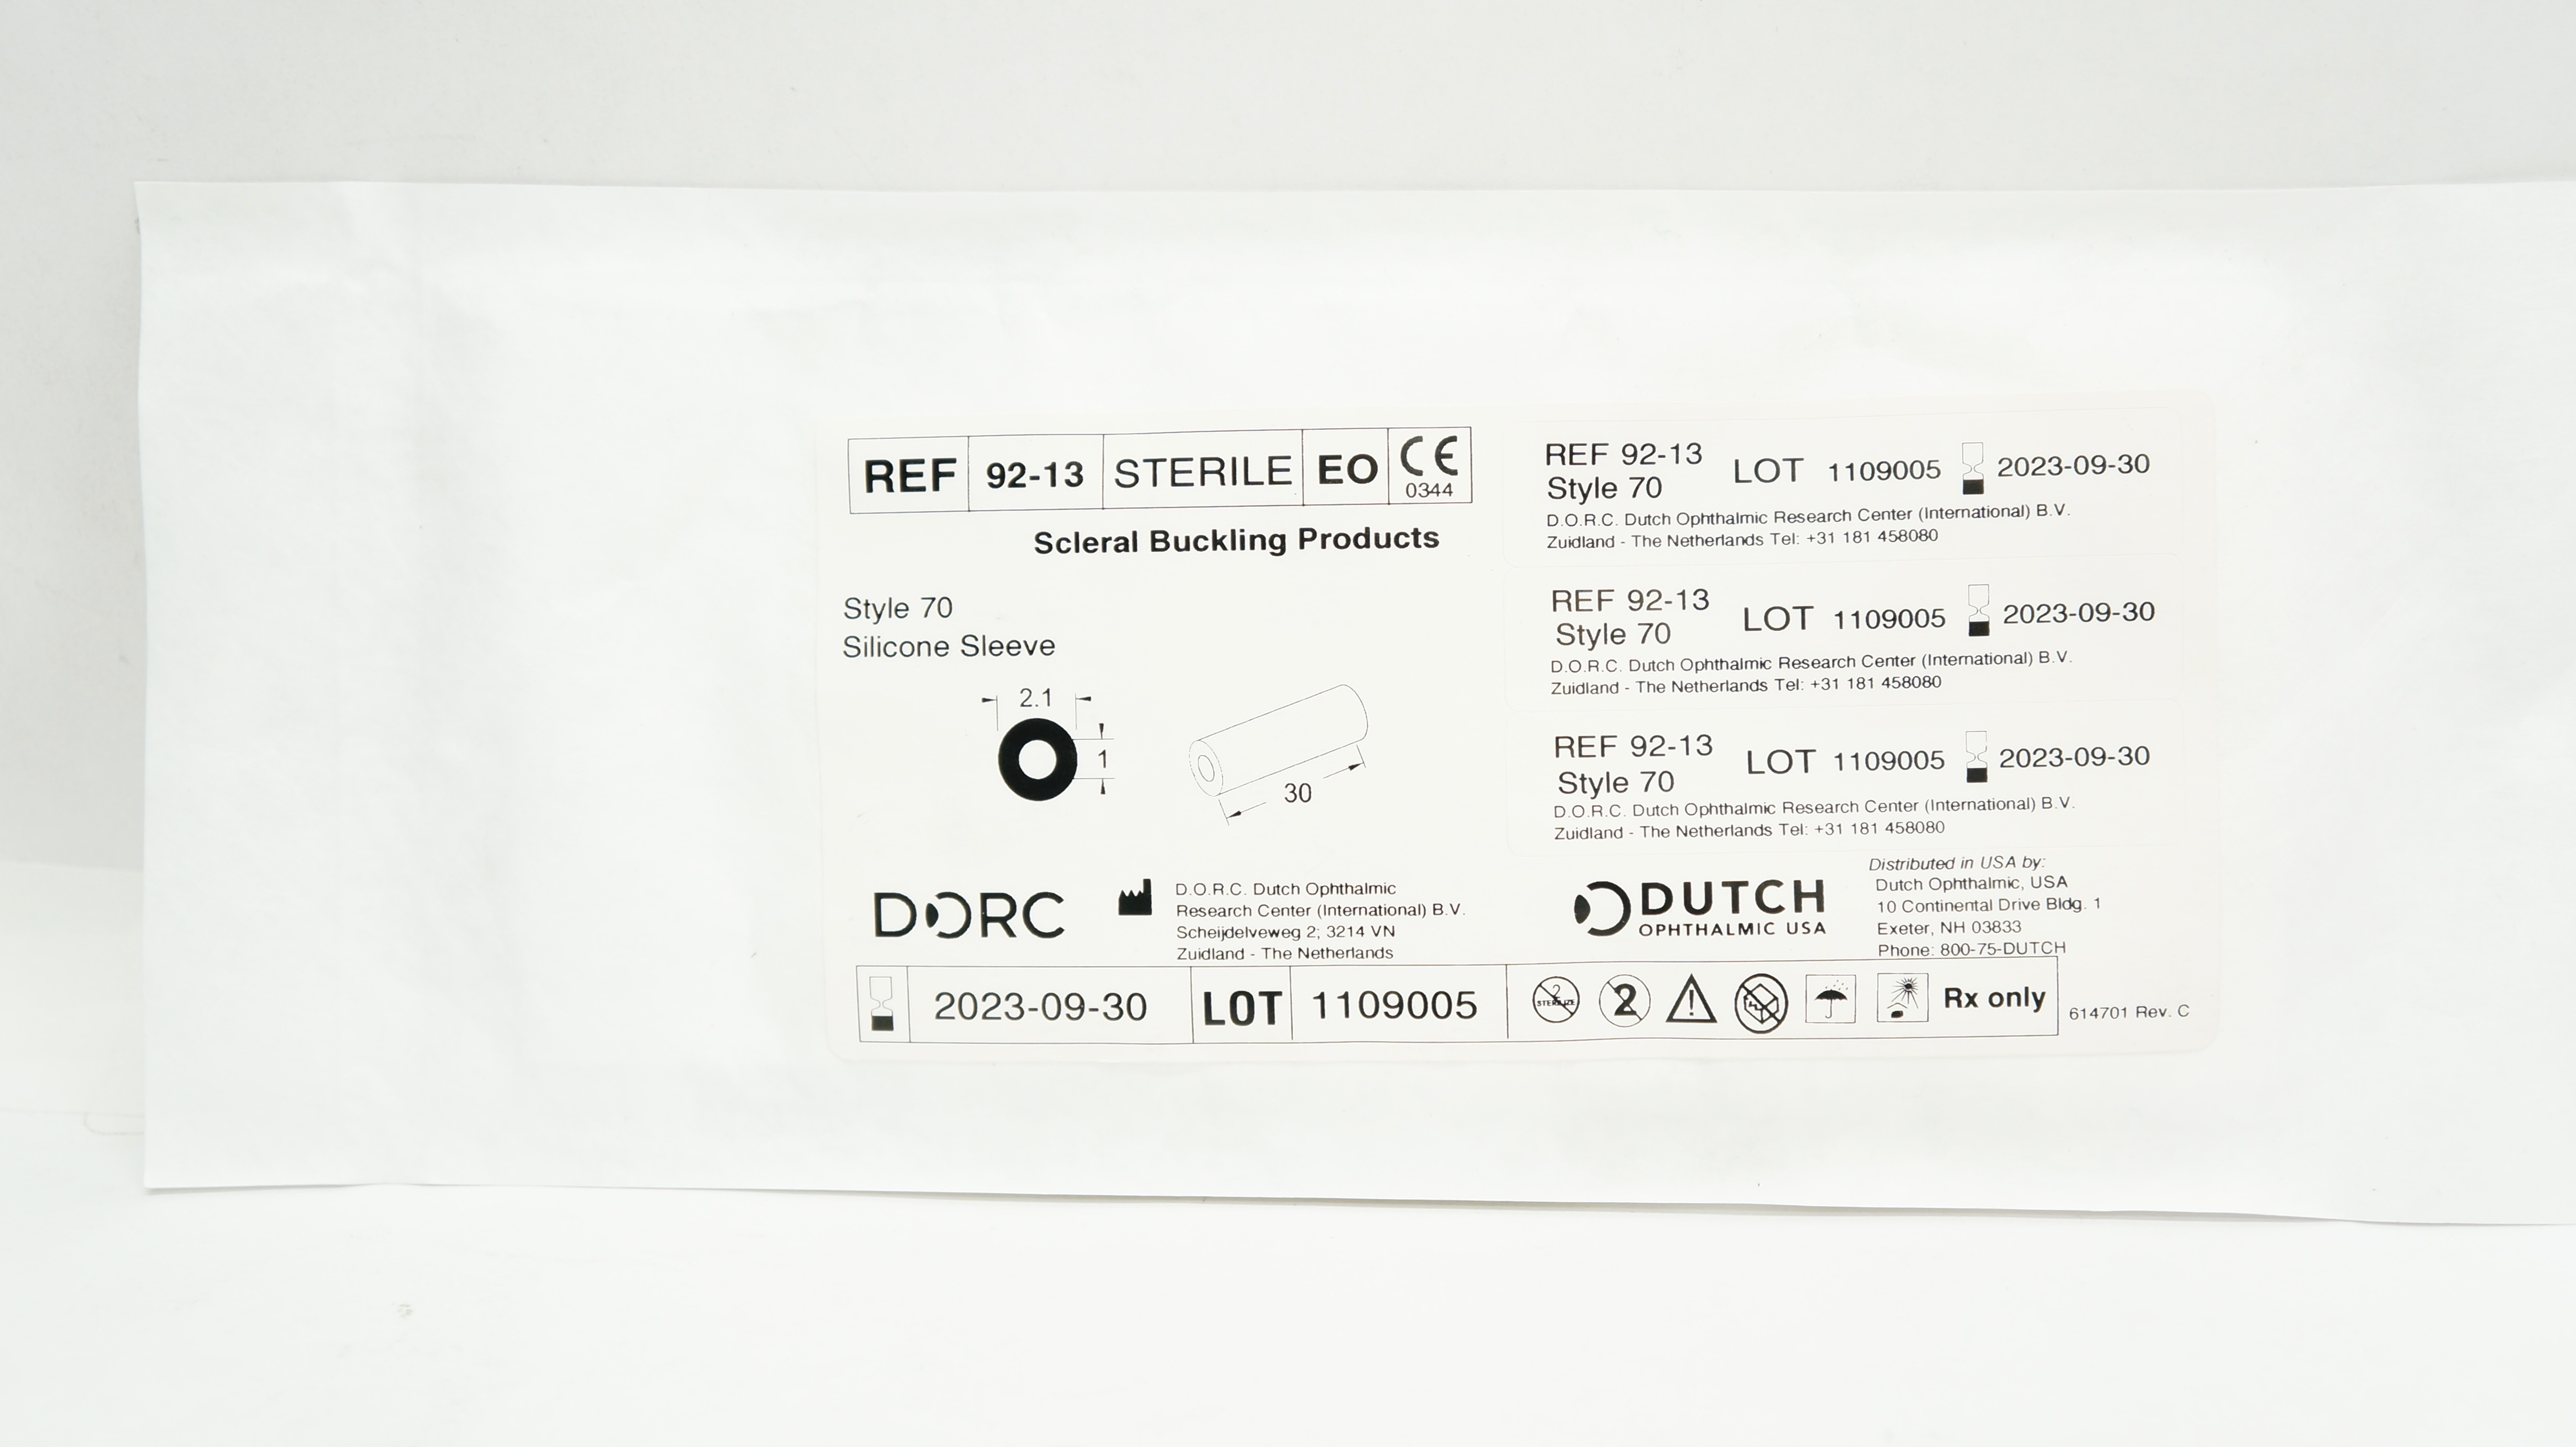 REF 92-13 STERILE EO CE 0344
Scleral Buckling Products
Style 70
Silicone Sleeve
2.1
1
30
DORC
D.O.R.C. Dutch Ophthalmic
Research Center (International) B.V.
Scheijdelveweg 2; 3214 VN
Zuidland - The Netherlands
REF 92-13 LOT 1109005 2023-09-30
Style 70
D.O.R.C. Dutch Ophthalmic Research Center (International) B.V.
Zuidland - The Netherlands Tel: +31 181 458080
REF 92-13 LOT 1109005 2023-09-30
Style 70
D.O.R.C. Dutch Ophthalmic Research Center (International) B.V.
Zuidland - The Netherlands Tel: +31 181 458080
REF 92-13 LOT 1109005 2023-09-30
Style 70
D.O.R.C. Dutch Ophthalmic Research Center (International) B.V.
Zuidland - The Netherlands Tel: +31 181 458080
DUTCH
OPHTHALMIC USA
Distributed in USA by:
Dutch Ophthalmic, USA
10 Continental Drive Bldg. 1
Exeter, NH 03833
Phone: 800-75-DUTCH
2023-09-30 LOT 1109005 2 STERILIZE 2 Rx only
614701 Rev. C